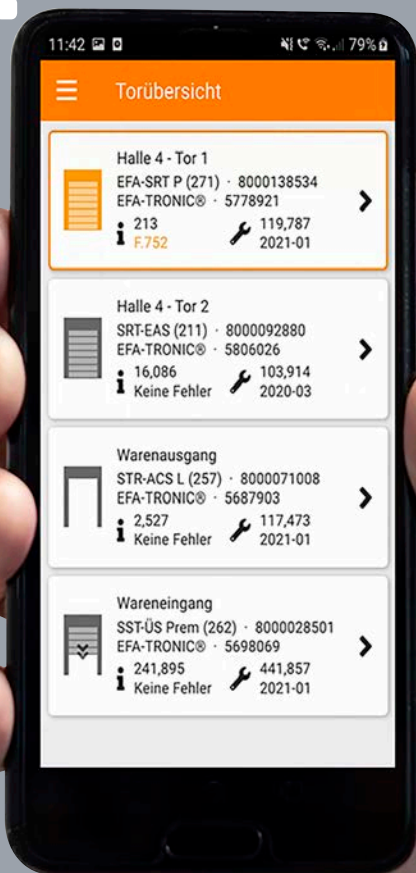 11:42 79%
Torübersicht
Halle 4 - Tor 1
EFA-SRT P (271) · 8000138534
EFA-TRONIC® · 5778921
213 119,787
F.752 2021-01
Halle 4 - Tor 2
SRT-EAS (211) · 8000092880
EFA-TRONIC® · 5806026
16,086 103,914
Keine Fehler 2020-03
Warenausgang
STR-ACS L (257) · 8000071008
EFA-TRONIC® · 5687903
2,527 117,473
Keine Fehler 2021-01
Wareneingang
SST-ÜS Prem (262) · 8000028501
EFA-TRONIC® · 5698069
241,895 441,857
Keine Fehler 2021-01